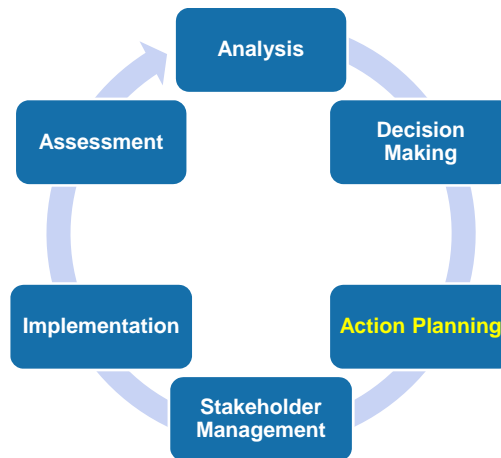 Analysis
Decision
Making
Action Planning
Stakeholder
Management
Implementation
Assessment